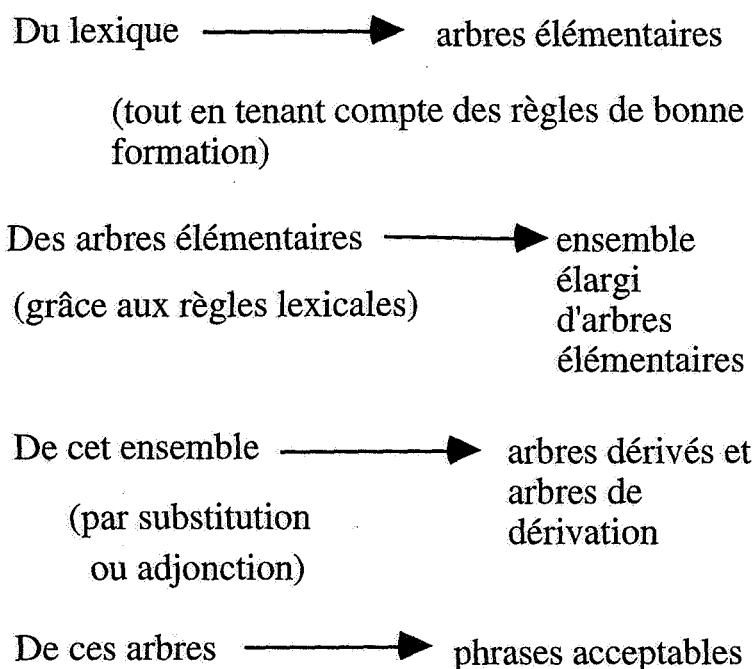 Du lexique arbres élémentaires
(tout en tenant compte des règles de bonne
formation)
Des arbres élémentaires ensemble
élargi
(grâce aux règles lexicales)
d'arbres
élémentaires
De cet ensemble arbres dérivés et
arbres de
(par substitution
dérivation
ou adjonction)
De ces arbres phrases acceptables